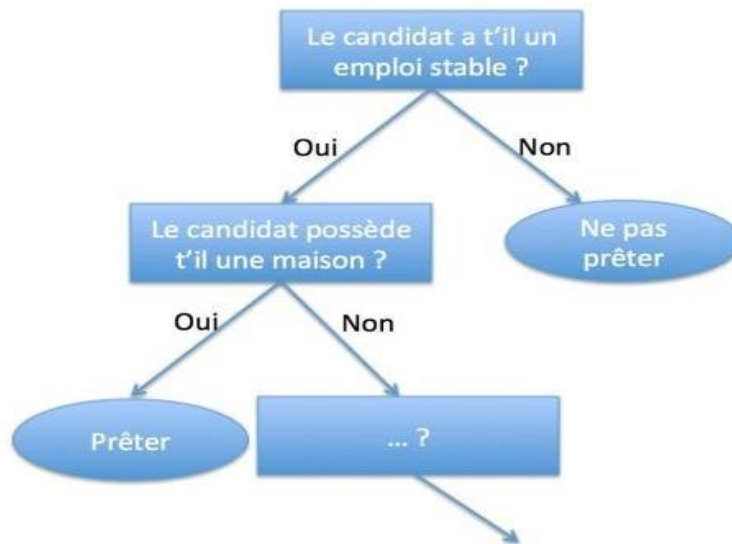 Le candidat a t'il un
emploi stable ?
Oui
Non
Le candidat possède
t'il une maison ?
Ne pas
prêter
Oui
Non
Prêter
... ?